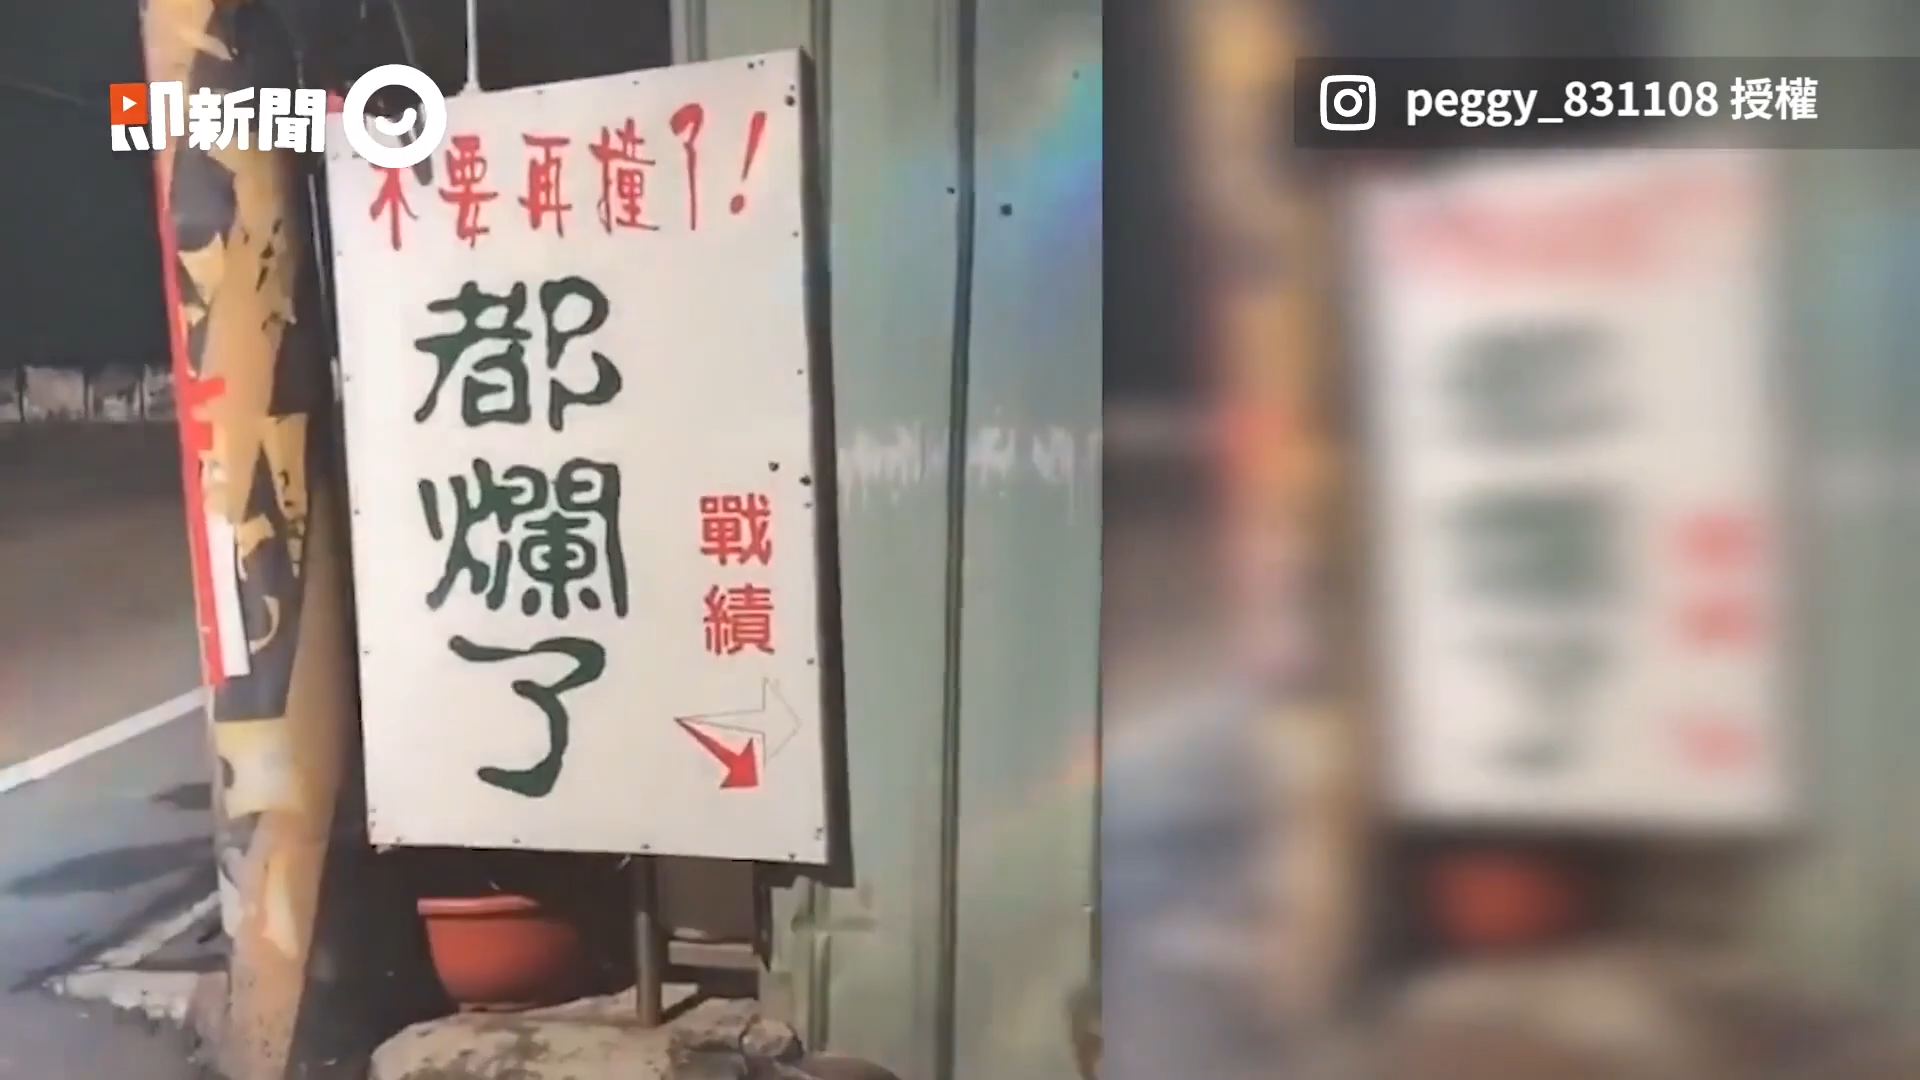 即新聞
peggy_831108 授權
不要再撞了!
都爛了
戰績